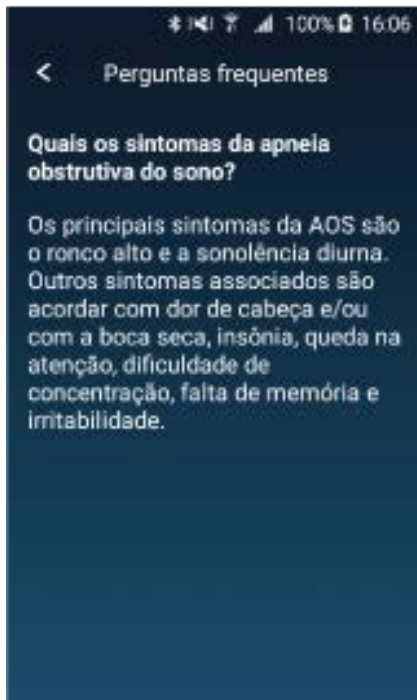 100% 16:06
< Perguntas frequentes
Quais os sintomas da apneia
obstrutiva do sono?
Os principais sintomas da AOS são
o ronco alto e a sonolência diurna.
Outros sintomas associados são
acordar com dor de cabeça e/ou
com a boca seca, insônia, queda na
atenção, dificuldade de
concentração, falta de memória e
irritabilidade.